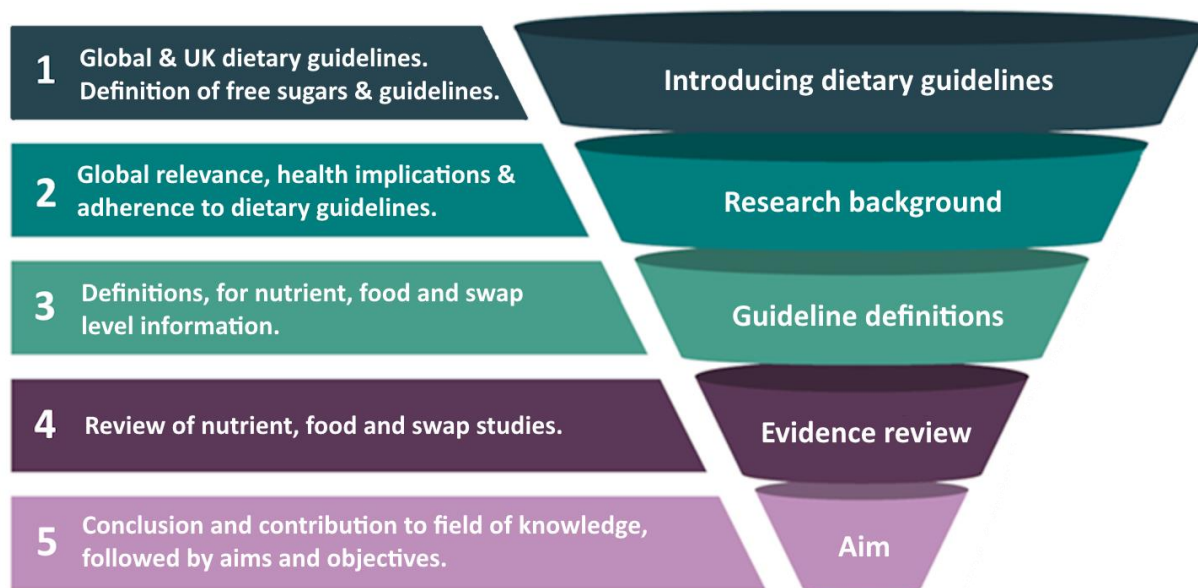 1
Global & UK dietary guidelines.
Definition of free sugars & guidelines.
Introducing dietary guidelines
2
Global relevance, health implications &
adherence to dietary guidelines.
Research background
3
Definitions, for nutrient, food and swap
level information.
Guideline definitions
4
Review of nutrient, food and swap studies.
Evidence review
5
Conclusion and contribution to field of knowledge,
followed by aims and objectives.
Aim